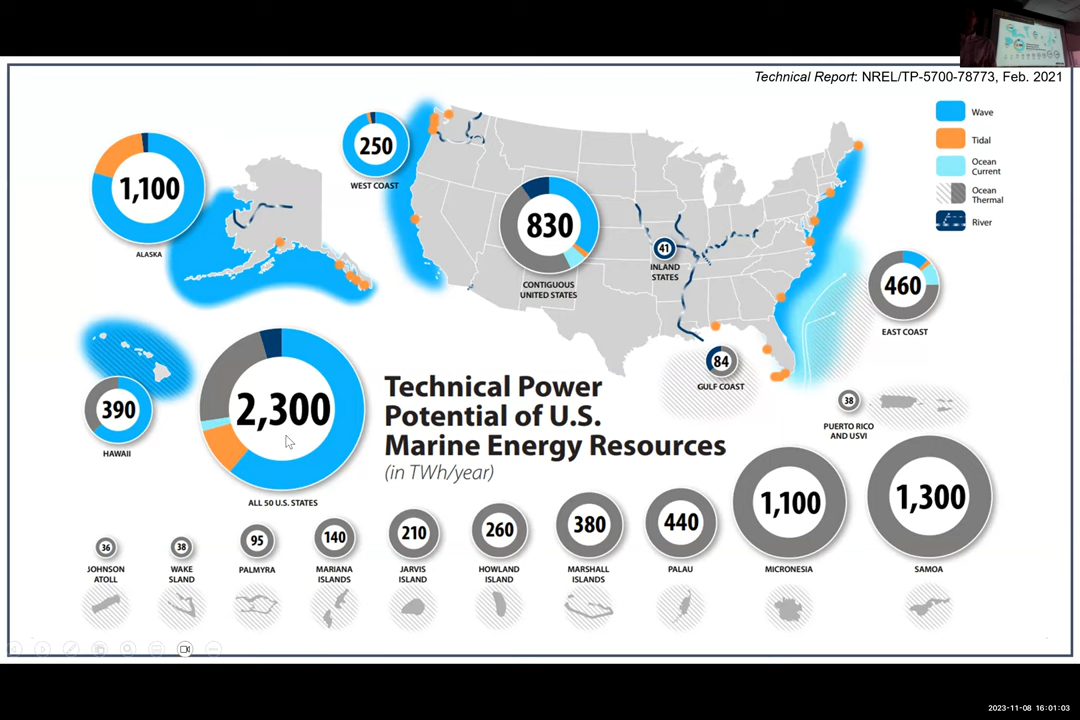 Technical Report: NREL/TP-5700-78773, Feb. 2021
Wave
Tidal
Ocean
Current
Ocean
Thermal
River
1,100
ALASKA
250
WEST COAST
830
CONTIGUOUS
UNITED STATES
41
INLAND
STATES
460
EAST COAST
84
GULF COAST
390
HAWAII
2,300
ALL 50 U.S. STATES
Technical Power
Potential of U.S.
Marine Energy Resources
(in TWh/year)
38
PUERTO RICO
AND USVI
36
JOHNSON
ATOLL
38
WAKE
SLAND
95
PALMYRA
140
MARIANA
ISLANDS
210
JARVIS
ISLAND
260
HOWLAND
ISLAND
380
MARSHALL
ISLANDS
440
PALAU
1,100
MICRONESIA
1,300
SAMOA
2023-11-08 16:01:03